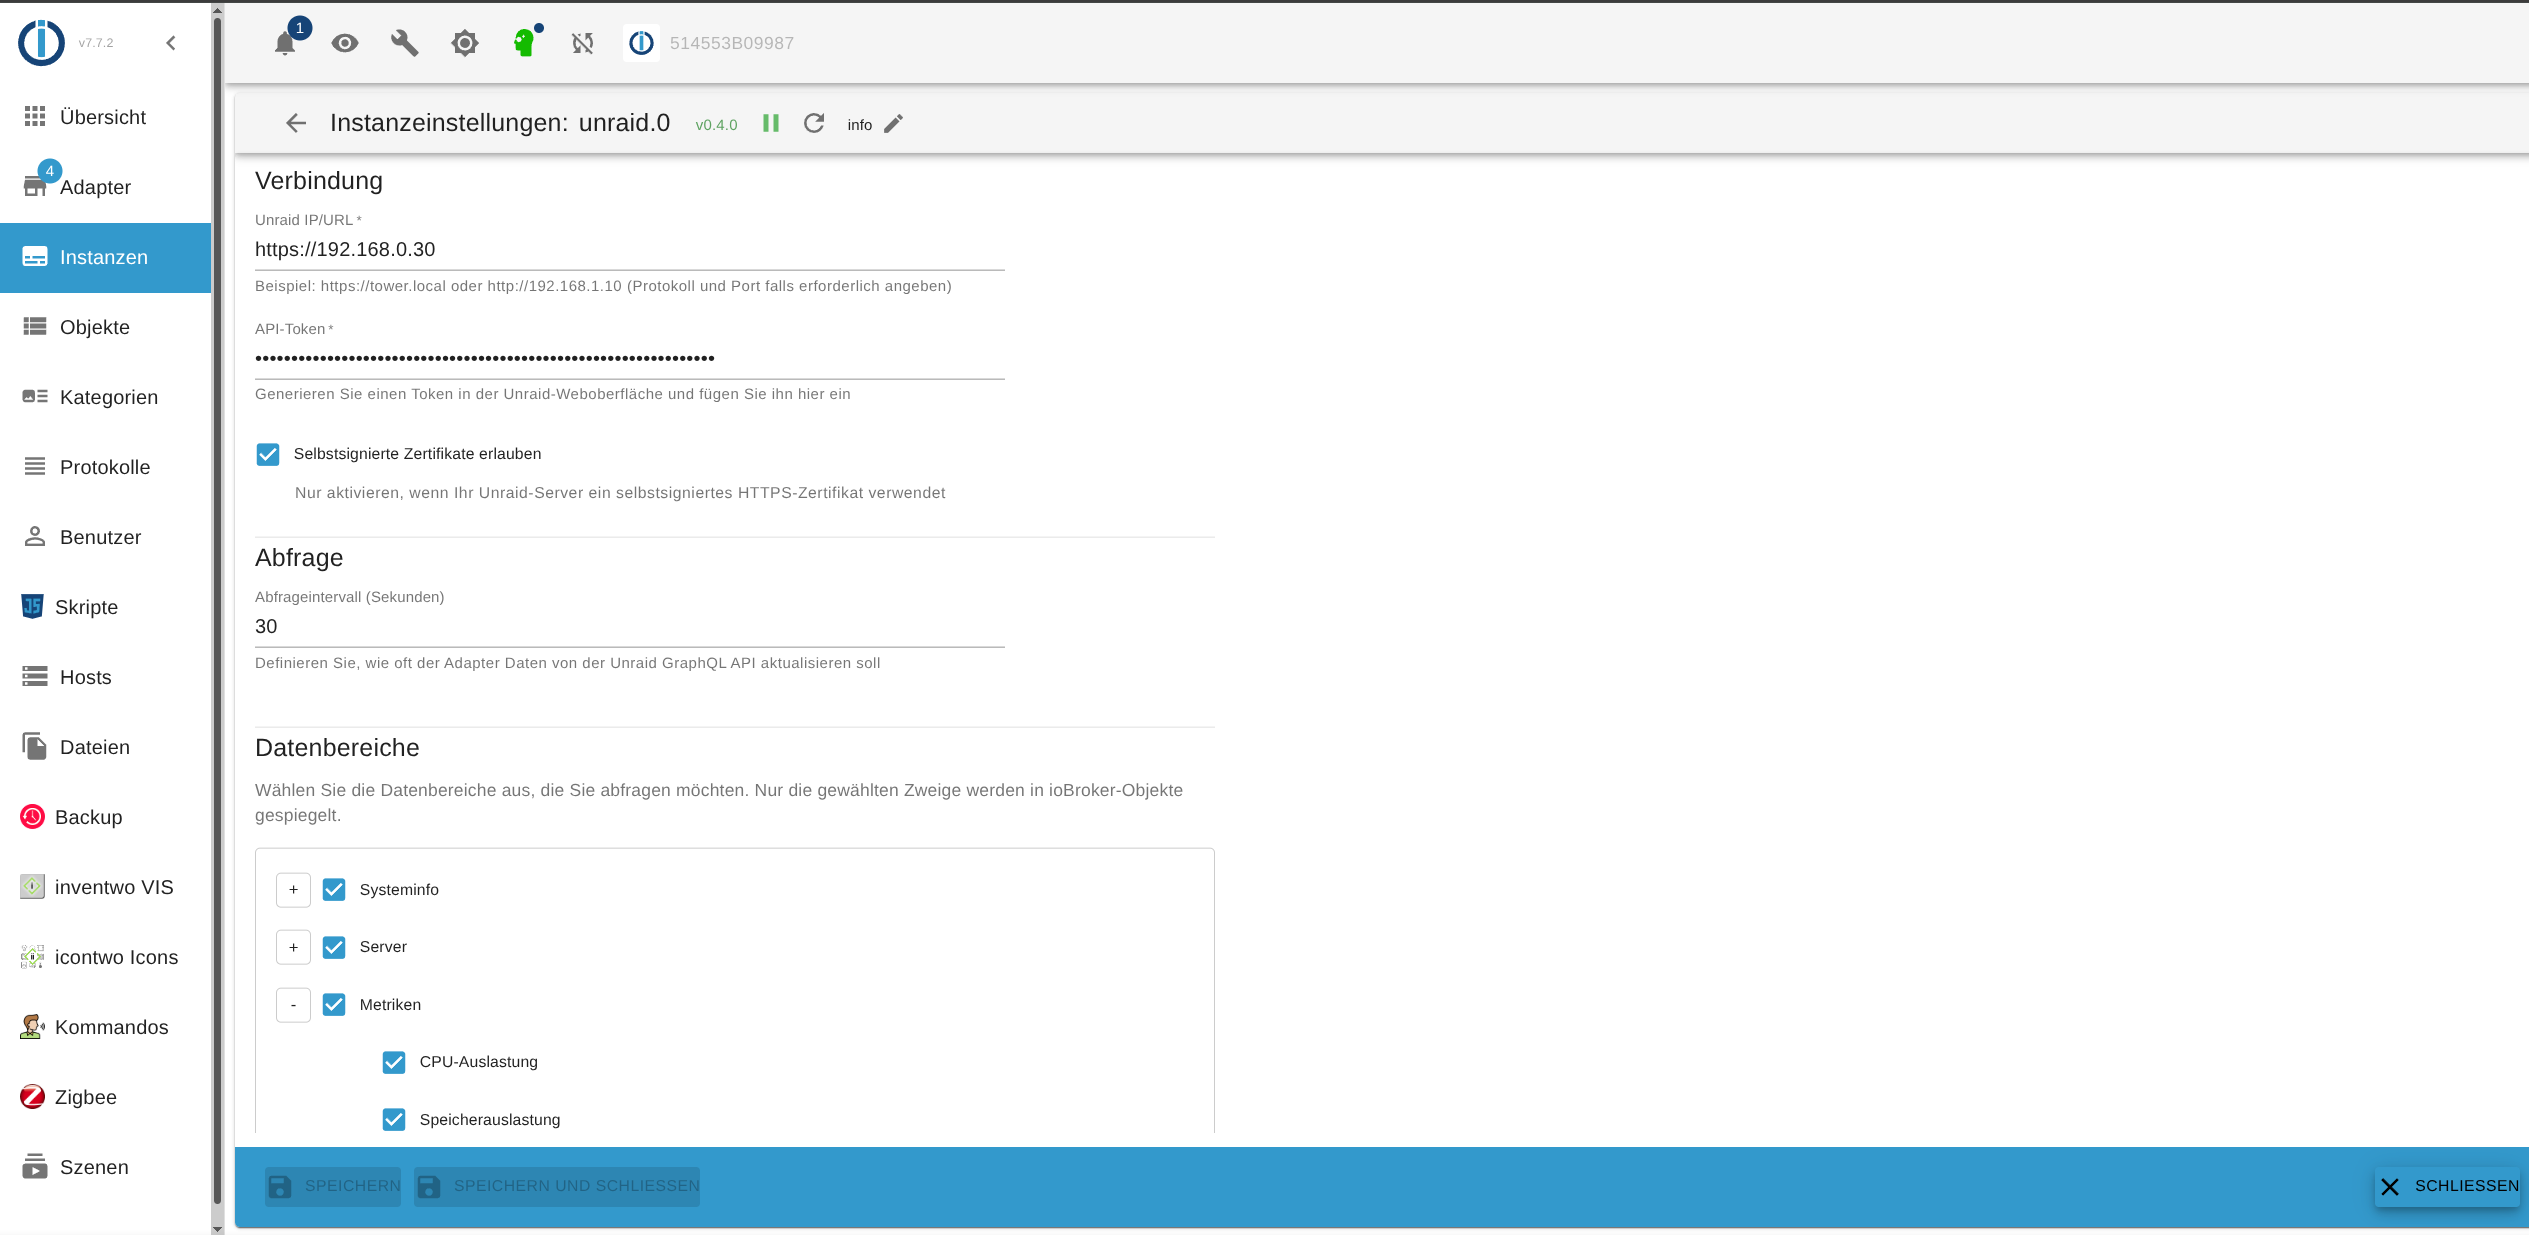 v7.7.2
1
514553B09987
Übersicht
4
Adapter
Instanzen
Objekte
Kategorien
Protokolle
Benutzer
Skripte
Hosts
Dateien
Backup
inventwo VIS
icontwo Icons
Kommandos
Zigbee
Szenen
Instanzeinstellungen: unraid.0 v0.4.0 info
Verbindung
Unraid IP/URL *
https://192.168.0.30
Beispiel: https://tower.local oder http://192.168.1.10 (Protokoll und Port falls erforderlich angeben)
API-Token *
••••••••••••••••••••••••••••••••••••••••••••••••••••••••••••••••
Generieren Sie einen Token in der Unraid-Weboberfläche und fügen Sie ihn hier ein
Selbstsignierte Zertifikate erlauben
Nur aktivieren, wenn Ihr Unraid-Server ein selbstsigniertes HTTPS-Zertifikat verwendet
Abfrage
Abfrageintervall (Sekunden)
30
Definieren Sie, wie oft der Adapter Daten von der Unraid GraphQL API aktualisieren soll
Datenbereiche
Wählen Sie die Datenbereiche aus, die Sie abfragen möchten. Nur die gewählten Zweige werden in ioBroker-Objekte
gespiegelt.
+ Systeminfo
+ Server
- Metriken
CPU-Auslastung
Speicherauslastung
SPEICHERN
SPEICHERN UND SCHLIESSEN
SCHLIESSEN